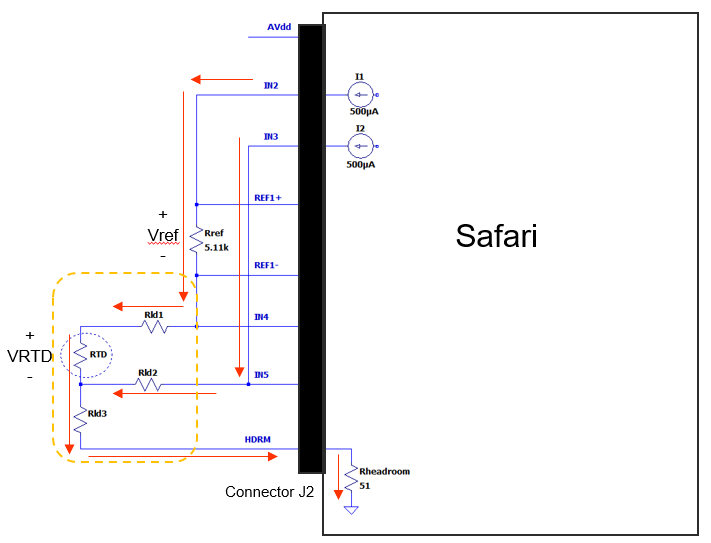 AVdd
IN2
I1
500µA
IN3
I2
500µA
REF1+
+
Vref
-
Rref
5.11k
Safari
REF1-
Rld1
IN4
+
VRTD
-
RTD
Rld2
IN5
Rld3
HDRM
Rheadroom
51
Connector J2